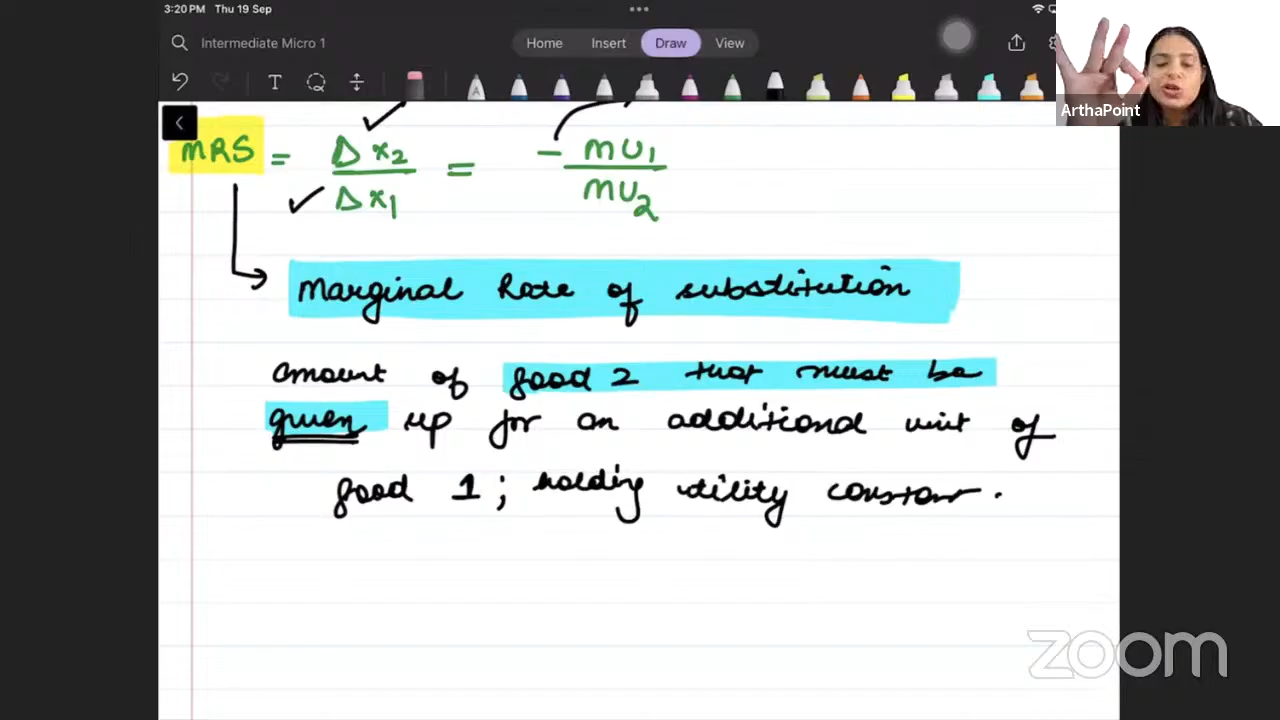 3:20 PM Thu 19 Sep
Intermediate Micro 1
Home Insert Draw View
ArthaPoint
MRS = Δ x2 / Δ x1 = - MU1 / MU2
Marginal Rate of substitution
amount of good 2 that must be
given up for an additional unit of
good 1; holding utility constant.
zoom